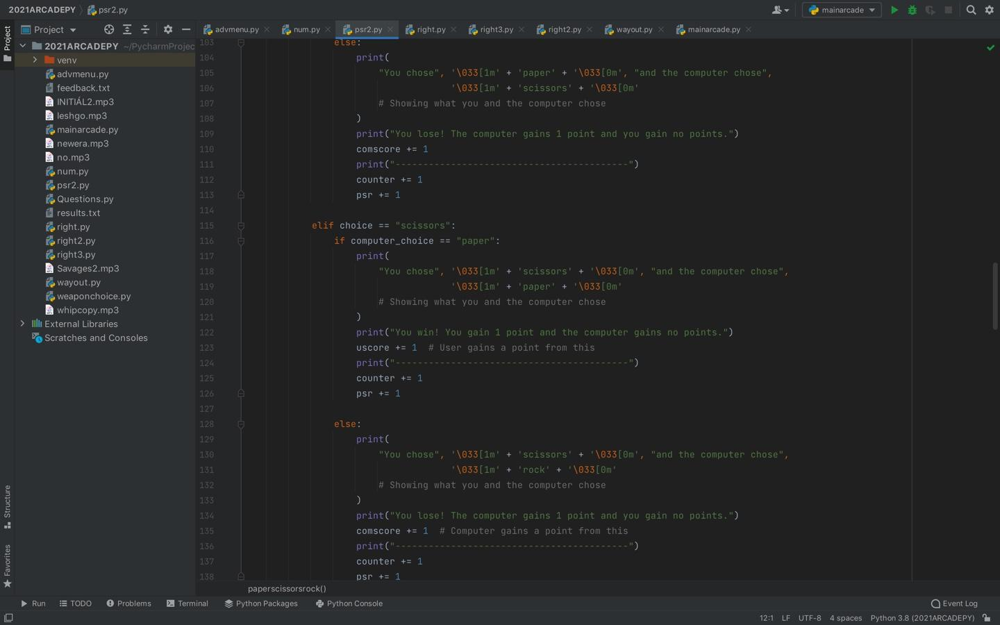 2021ARCADEPY psr2.py mainarcade
Project Project advmenu.py num.py psr2.py right.py right3.py right2.py wayout.py mainarcade.py
2021ARCADEPY ~/PycharmProjec
venv
advmenu.py
feedback.txt
INITIÁL2.mp3
leshgo.mp3
mainarcade.py
newera.mp3
no.mp3
num.py
psr2.py
Questions.py
results.txt
right.py
right2.py
right3.py
Savages2.mp3
wayout.py
weaponchoice.py
whipcopy.mp3
External Libraries
Scratches and Consoles
Structure
Favorites
103 else:
104 print(
105 "You chose", '\033[1m' + 'paper' + '\033[0m', "and the computer chose",
106 '\033[1m' + 'scissors' + '\033[0m'
107 # Showing what you and the computer chose
108 )
109 print("You lose! The computer gains 1 point and you gain no points.")
110 comscore += 1
111 print("------------------------------------------")
112 counter += 1
113 psr += 1
114
115 elif choice == "scissors":
116 if computer_choice == "paper":
117 print(
118 "You chose", '\033[1m' + 'scissors' + '\033[0m', "and the computer chose",
119 '\033[1m' + 'paper' + '\033[0m'
120 # Showing what you and the computer chose
121 )
122 print("You win! You gain 1 point and the computer gains no points.")
123 uscore += 1  # User gains a point from this
124 print("------------------------------------------")
125 counter += 1
126 psr += 1
127
128 else:
129 print(
130 "You chose", '\033[1m' + 'scissors' + '\033[0m', "and the computer chose",
131 '\033[1m' + 'rock' + '\033[0m'
132 # Showing what you and the computer chose
133 )
134 print("You lose! The computer gains 1 point and you gain no points.")
135 comscore += 1  # Computer gains a point from this
136 print("------------------------------------------")
137 counter += 1
138 psr += 1
paperscissorsrock()
Run TODO Problems Terminal Python Packages Python Console Event Log
12:1 LF UTF-8 4 spaces Python 3.8 (2021ARCADEPY)